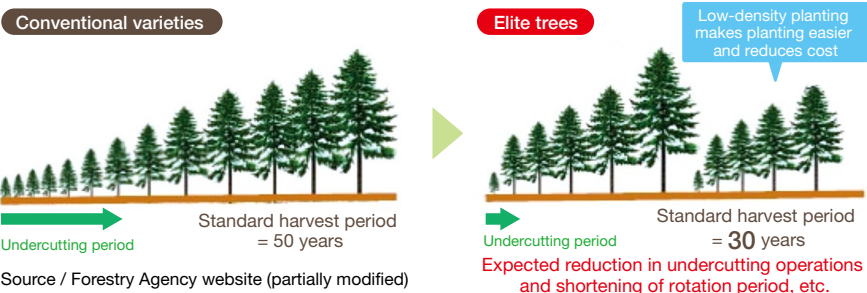 Conventional varieties
Undercutting period
Standard harvest period
= 50 years
Source / Forestry Agency website (partially modified)
Elite trees
Low-density planting
makes planting easier
and reduces cost
Undercutting period
Standard harvest period
= 30 years
Expected reduction in undercutting operations
and shortening of rotation period, etc.